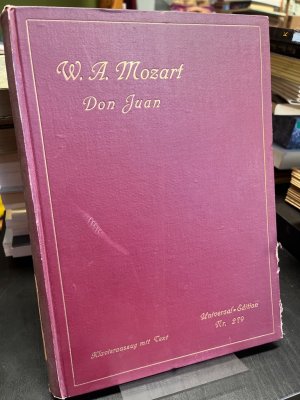 W. A. Mozart
Don Juan
Universal-Edition
Nr. 279
Klavierauszug mit Text